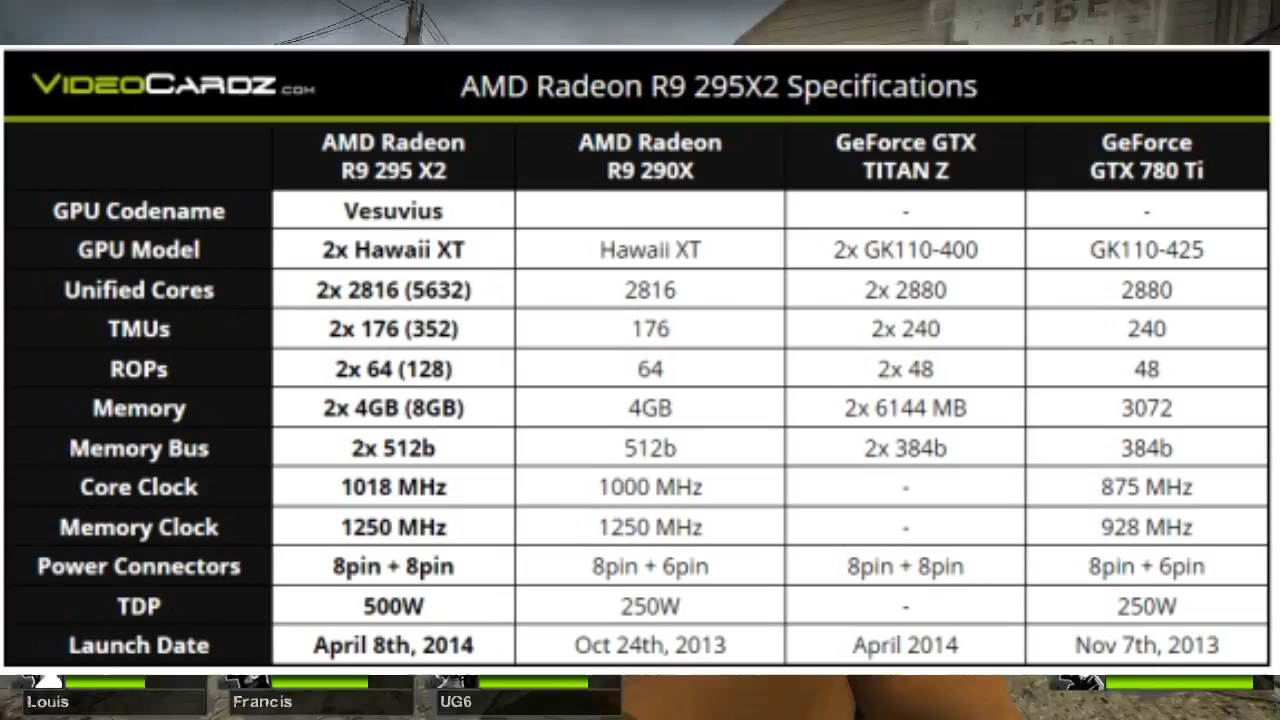 MBE
VIDEOCARDZ.COM AMD Radeon R9 295X2 Specifications
AMD Radeon R9 295 X2 AMD Radeon R9 290X GeForce GTX TITAN Z GeForce GTX 780 Ti
GPU Codename Vesuvius - -
GPU Model 2x Hawaii XT Hawaii XT 2x GK110-400 GK110-425
Unified Cores 2x 2816 (5632) 2816 2x 2880 2880
TMUs 2x 176 (352) 176 2x 240 240
ROPs 2x 64 (128) 64 2x 48 48
Memory 2x 4GB (8GB) 4GB 2x 6144 MB 3072
Memory Bus 2x 512b 512b 2x 384b 384b
Core Clock 1018 MHz 1000 MHz - 875 MHz
Memory Clock 1250 MHz 1250 MHz - 928 MHz
Power Connectors 8pin + 8pin 8pin + 6pin 8pin + 8pin 8pin + 6pin
TDP 500W 250W - 250W
Launch Date April 8th, 2014 Oct 24th, 2013 April 2014 Nov 7th, 2013
Louis Francis UG6